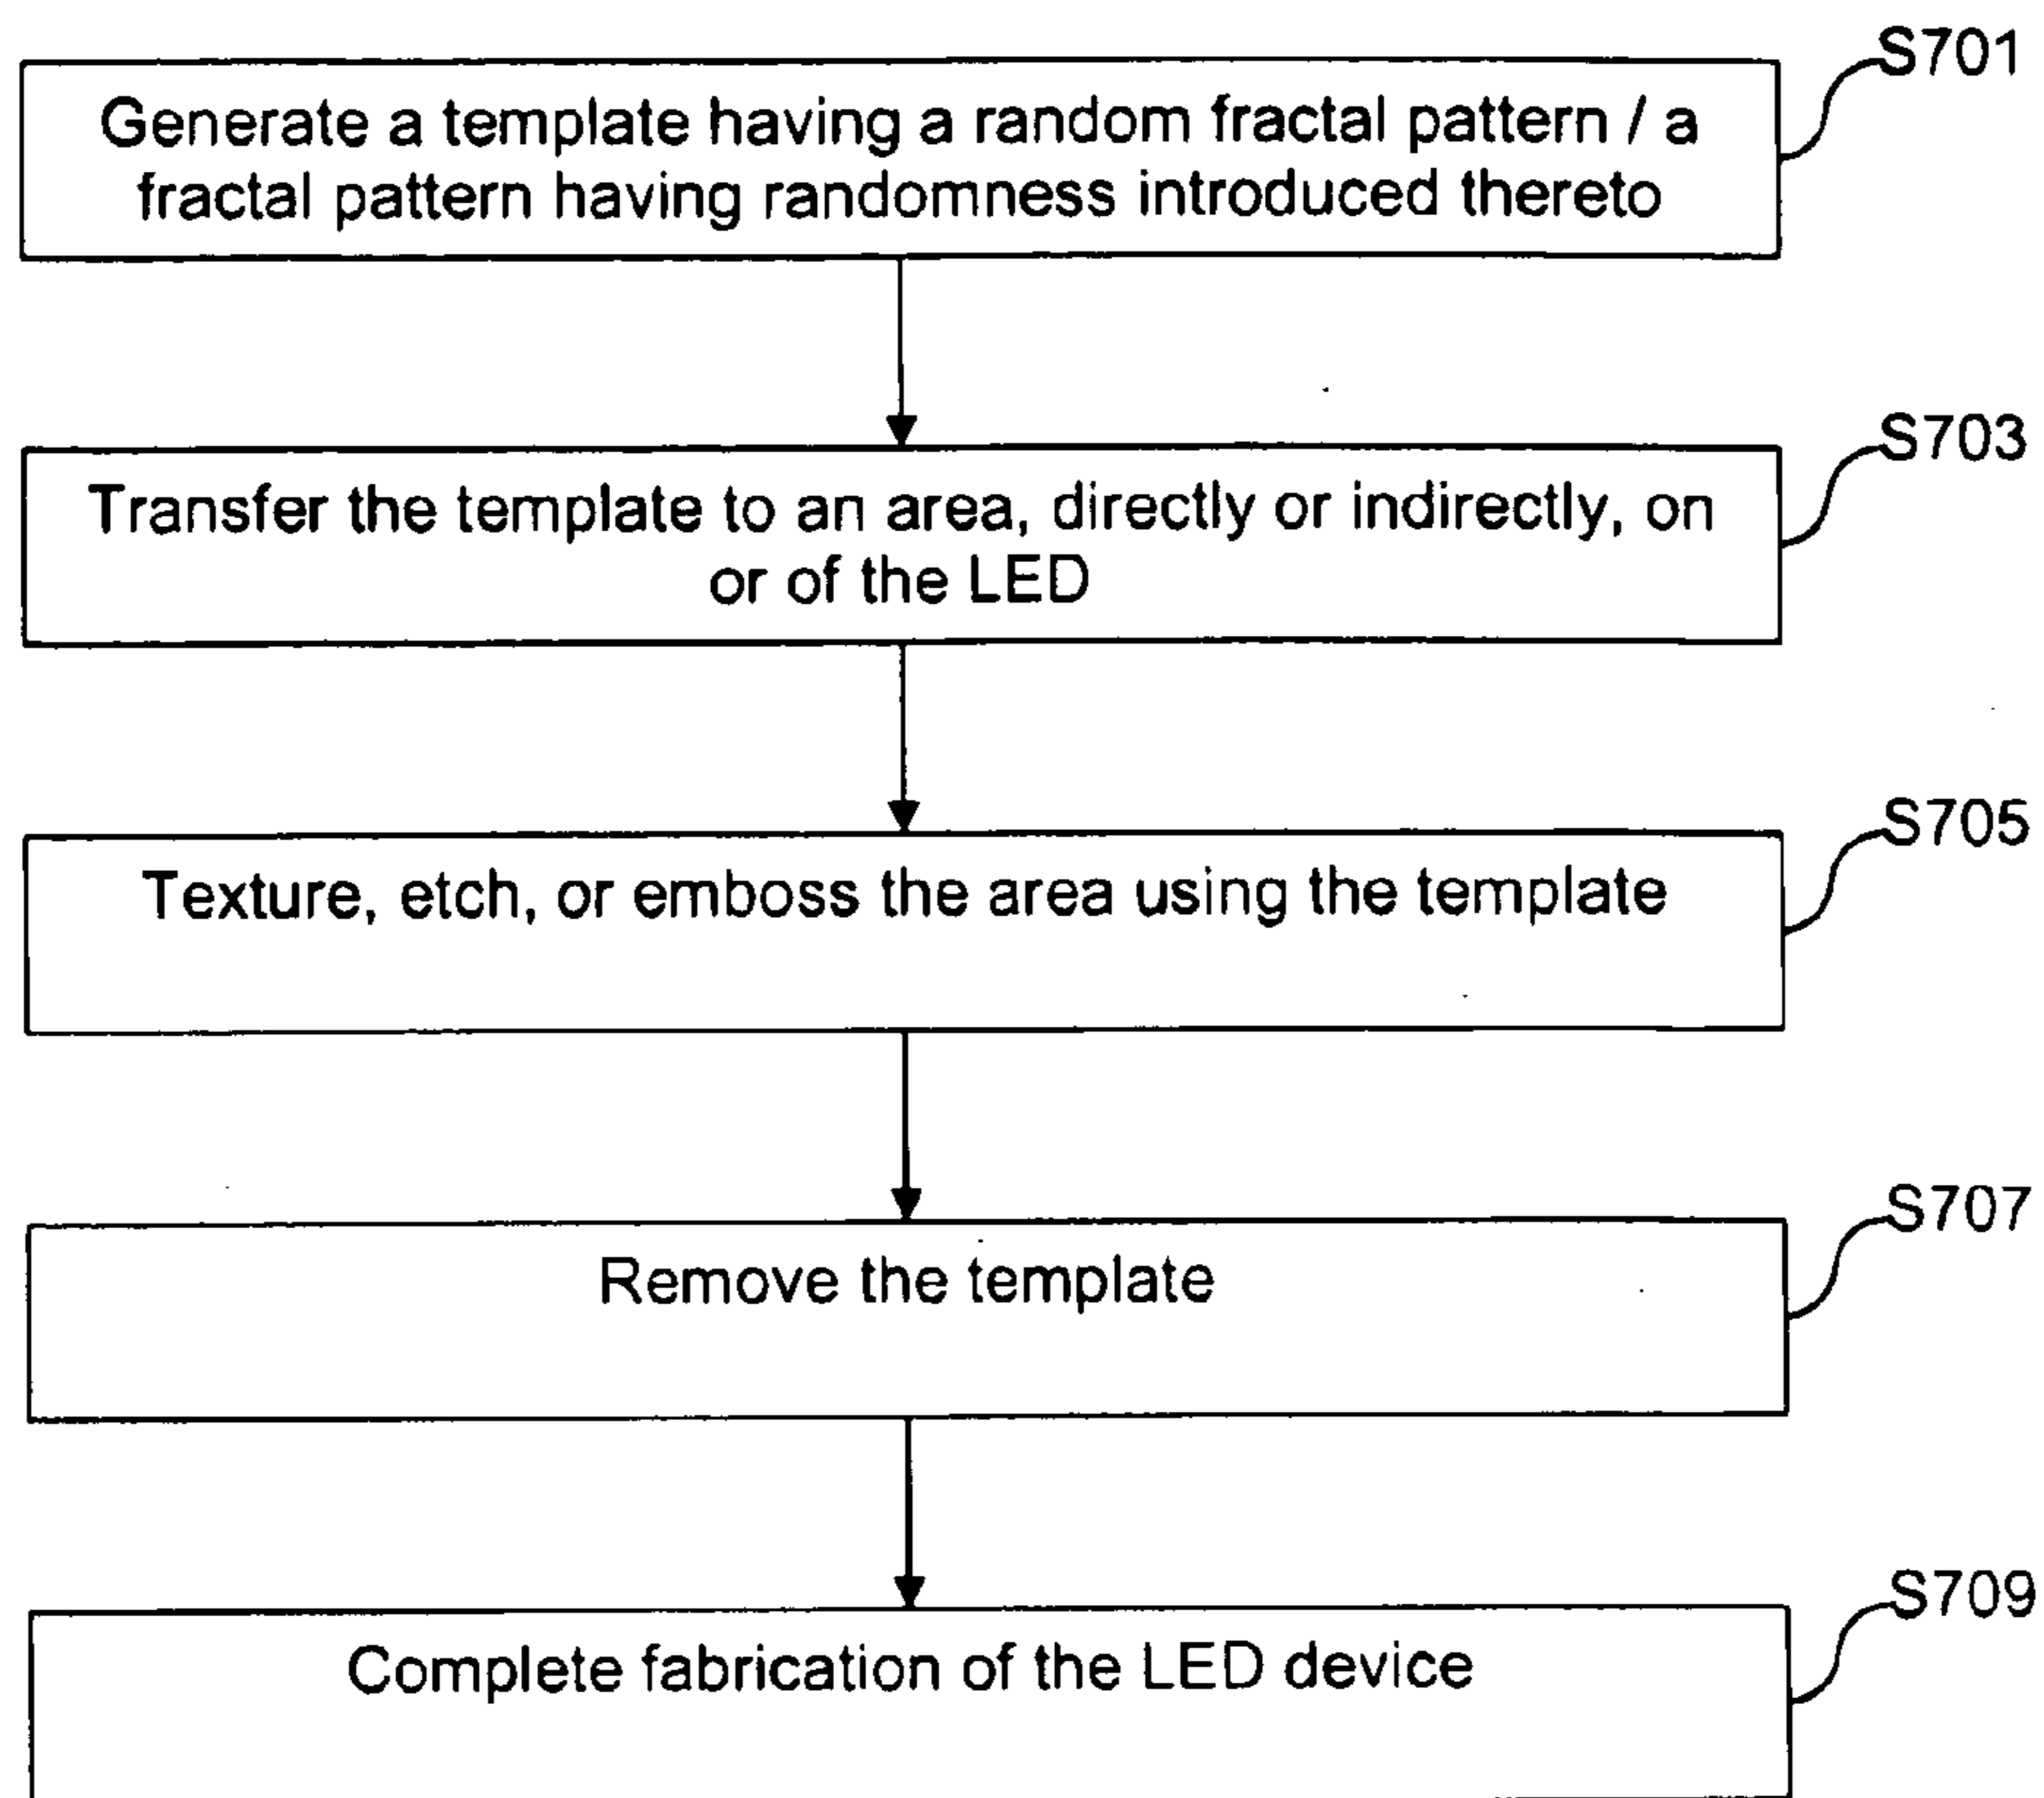 S701
Generate a template having a random fractal pattern / a
fractal pattern having randomness introduced thereto
S703
Transfer the template to an area, directly or indirectly, on
or of the LED
S705
Texture, etch, or emboss the area using the template
S707
Remove the template
S709
Complete fabrication of the LED device